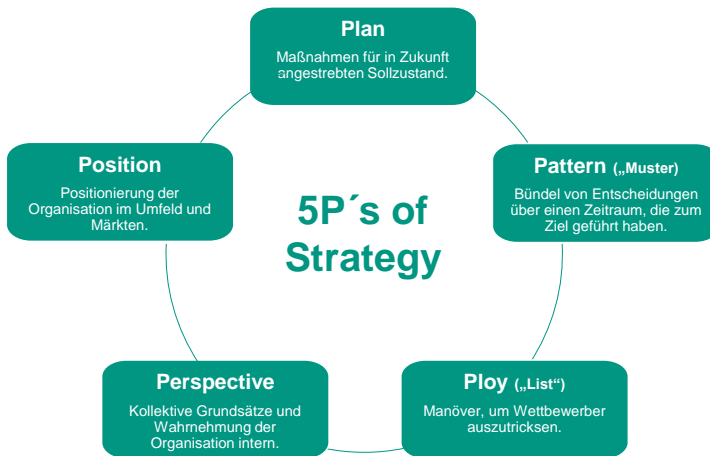 Plan
Maßnahmen für in Zukunft
angestrebten Sollzustand.
Position
Positionierung der
Organisation im Umfeld und
Märkten.
Pattern („Muster)
Bündel von Entscheidungen
über einen Zeitraum, die zum
Ziel geführt haben.
5P´s of
Strategy
Perspective
Kollektive Grundsätze und
Wahrnehmung der
Organisation intern.
Ploy („List“)
Manöver, um Wettbewerber
auszutricksen.